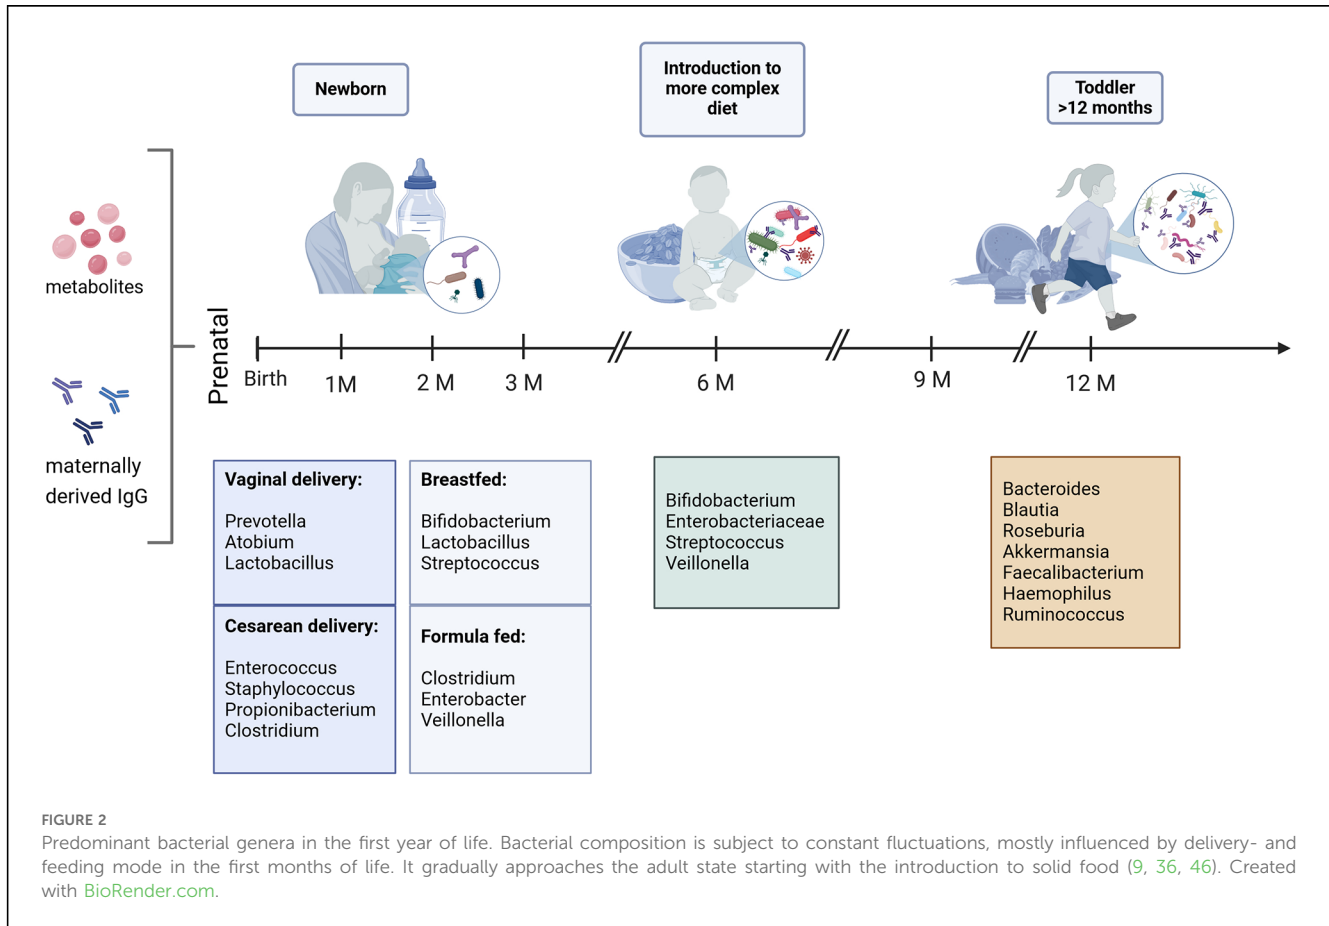 Newborn
Introduction to
more complex
diet
Toddler
>12 months
metabolites
maternally
derived IgG
Prenatal
Birth
1M
2 M
3 M
6 M
9 M
12 M
Vaginal delivery:
Prevotella
Atobium
Lactobacillus
Cesarean delivery:
Enterococcus
Staphylococcus
Propionibacterium
Clostridium
Breastfed:
Bifidobacterium
Lactobacillus
Streptococcus
Formula fed:
Clostridium
Enterobacter
Veillonella
Bifidobacterium
Enterobacteriaceae
Streptococcus
Veillonella
Bacteroides
Blautia
Roseburia
Akkermansia
Faecalibacterium
Haemophilus
Ruminococcus
FIGURE 2
Predominant bacterial genera in the first year of life. Bacterial composition is subject to constant fluctuations, mostly influenced by delivery- and
feeding mode in the first months of life. It gradually approaches the adult state starting with the introduction to solid food (9, 36, 46). Created
with BioRender.com.